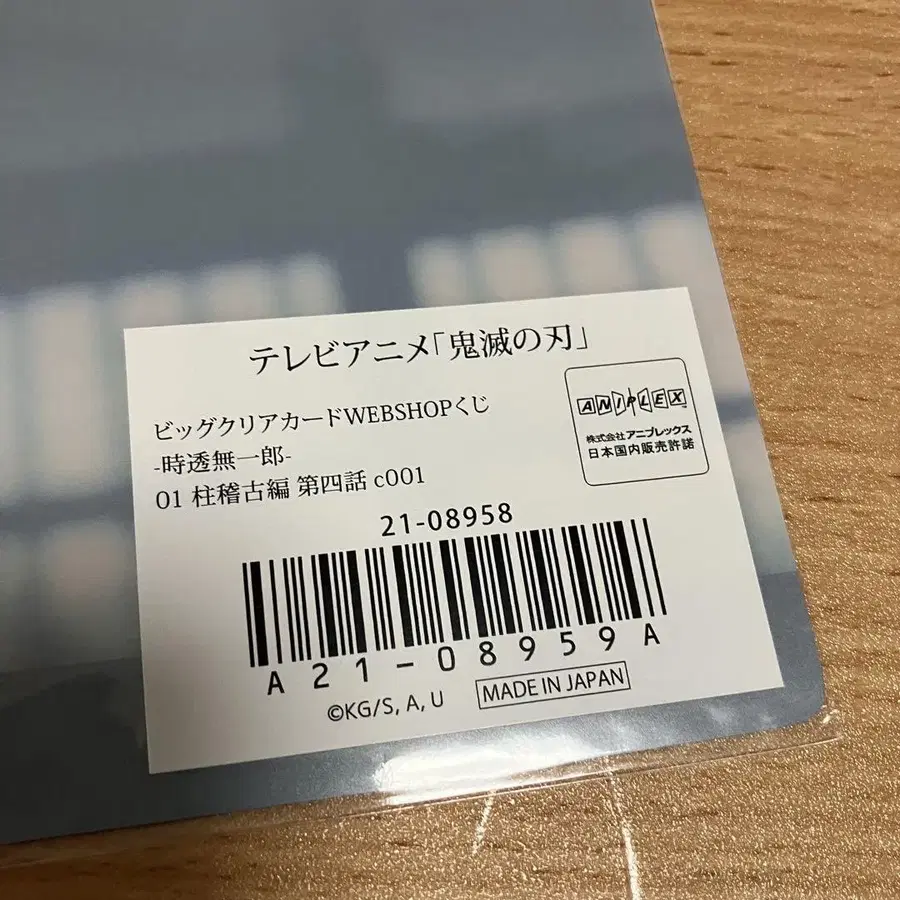 テレビアニメ「鬼滅の刃」
ビッグクリアカードWEBSHOPくじ
-時透無一郎-
01 柱稽古編 第四話 c001
ANIPLEX
株式会社アニプレックス
日本国内販売許諾
21-08958
A21-08959A
©KG/S, A, U
MADE IN JAPAN